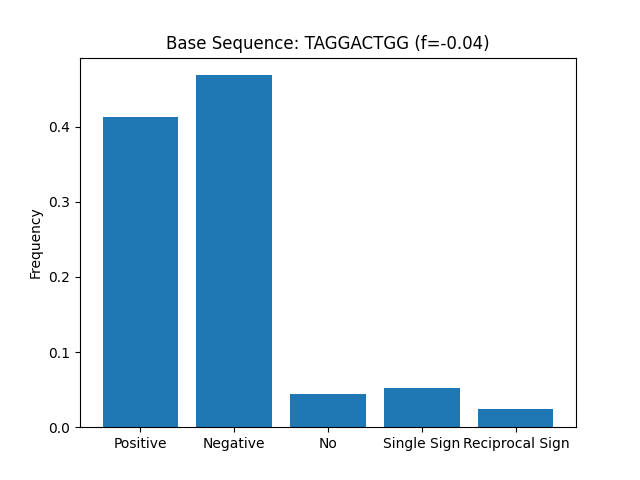 Base Sequence: TAGGACTGG (f=-0.04)
Frequency
0.4
0.3
0.2
0.1
0.0
Positive Negative No Single Sign Reciprocal Sign